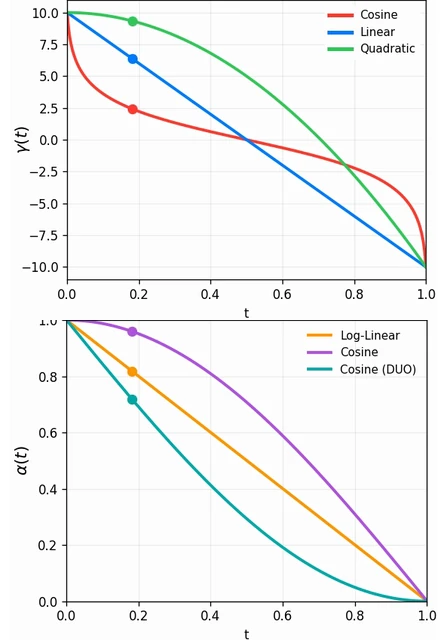 10.0
7.5
5.0
2.5
0.0
−2.5
−5.0
−7.5
−10.0
γ(t)
Cosine
Linear
Quadratic
0.0 0.2 0.4 0.6 0.8 1.0
t
1.0
0.8
0.6
0.4
0.2
0.0
α(t)
Log-Linear
Cosine
Cosine (DUO)
0.0 0.2 0.4 0.6 0.8 1.0
t